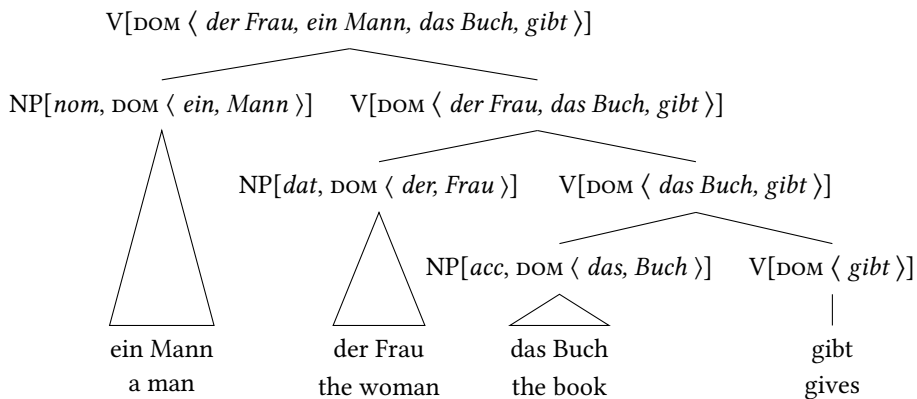 V[DOM ⟨ der Frau, ein Mann, das Buch, gibt ⟩]
NP[nom, DOM ⟨ ein, Mann ⟩] V[DOM ⟨ der Frau, das Buch, gibt ⟩]
NP[dat, DOM ⟨ der, Frau ⟩] V[DOM ⟨ das Buch, gibt ⟩]
NP[acc, DOM ⟨ das, Buch ⟩] V[DOM ⟨ gibt ⟩]
ein Mann der Frau das Buch gibt
a man the woman the book gives